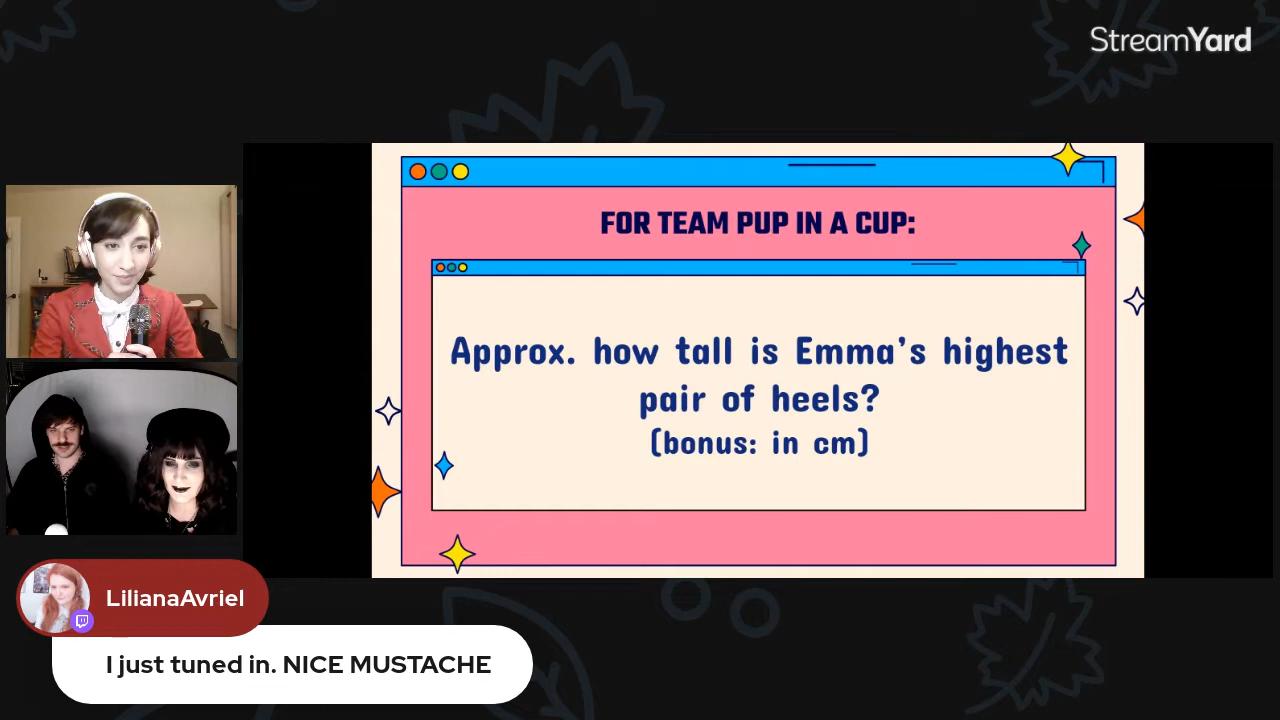 StreamYard
FOR TEAM PUP IN A CUP:
Approx. how tall is Emma's highest
pair of heels?
(bonus: in cm)
LilianaAvriel
I just tuned in. NICE MUSTACHE